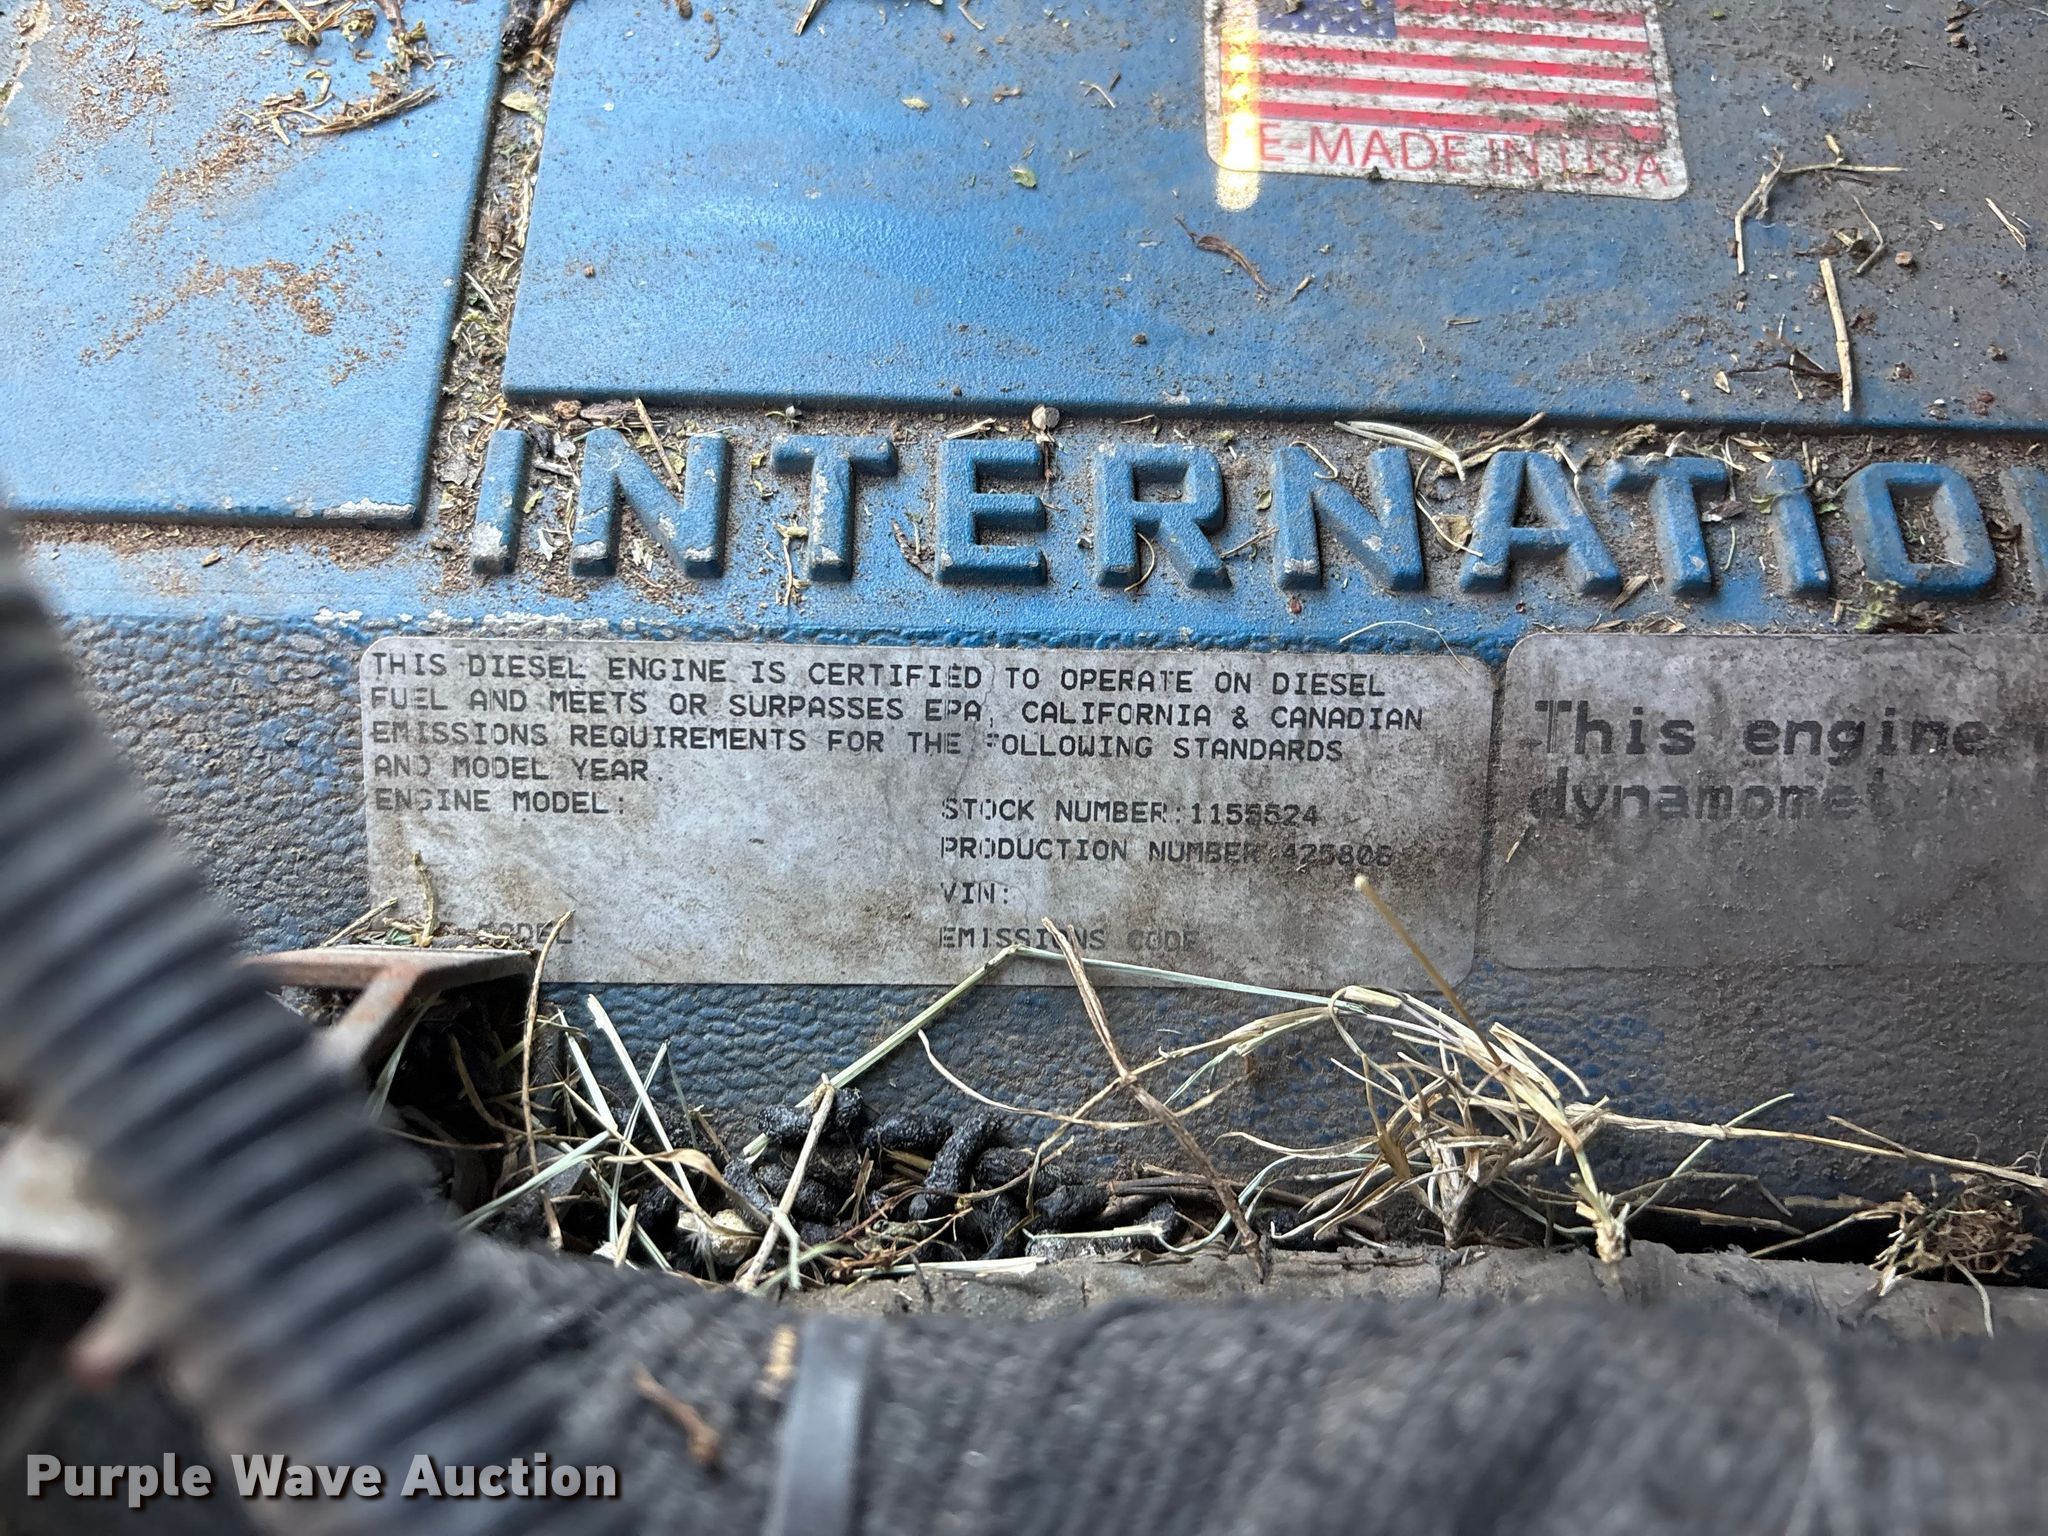 E-MADE IN USA
INTERNATIO
THIS DIESEL ENGINE IS CERTIFIED TO OPERATE ON DIESEL
FUEL AND MEETS OR SURPASSES EPA, CALIFORNIA & CANADIAN
EMISSIONS REQUIREMENTS FOR THE FOLLOWING STANDARDS
AND MODEL YEAR.
ENGINE MODEL:
STOCK NUMBER:1155524
PRODUCTION NUMBER
VIN:
MODEL:
EMISSIONS CODE
This engine
dynamomet
Purple Wave Auction